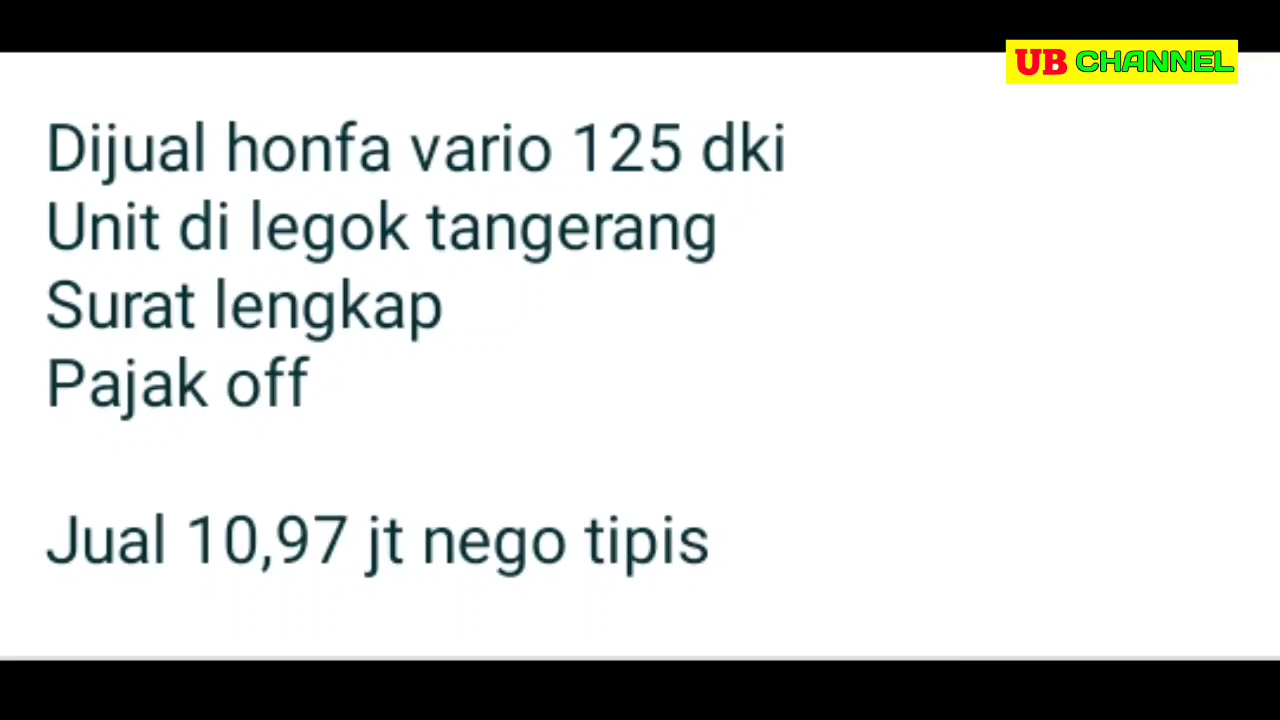 UB CHANNEL
Dijual honfa vario 125 dki
Unit di legok tangerang
Surat lengkap
Pajak off
Jual 10,97 jt nego tipis